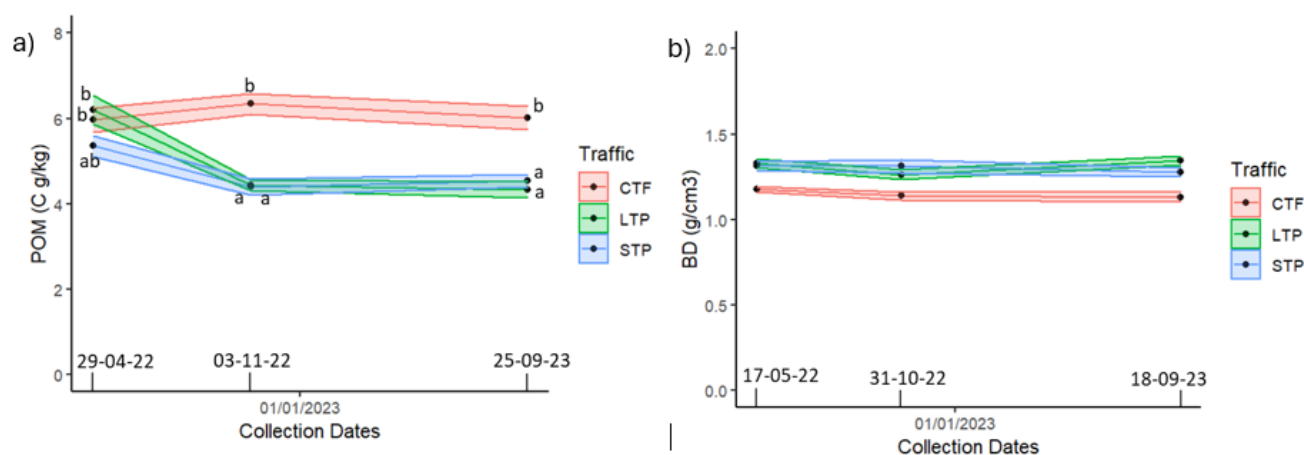 a)
POM (C g/kg)
8
6
4
2
0
b
b
ab
b
a a
b
a
a
29-04-22
03-11-22
25-09-23
01/01/2023
Collection Dates
Traffic
CTF
LTP
STP
b)
BD (g/cm3)
2.0
1.5
1.0
0.5
0.0
17-05-22
31-10-22
18-09-23
01/01/2023
Collection Dates
Traffic
CTF
LTP
STP